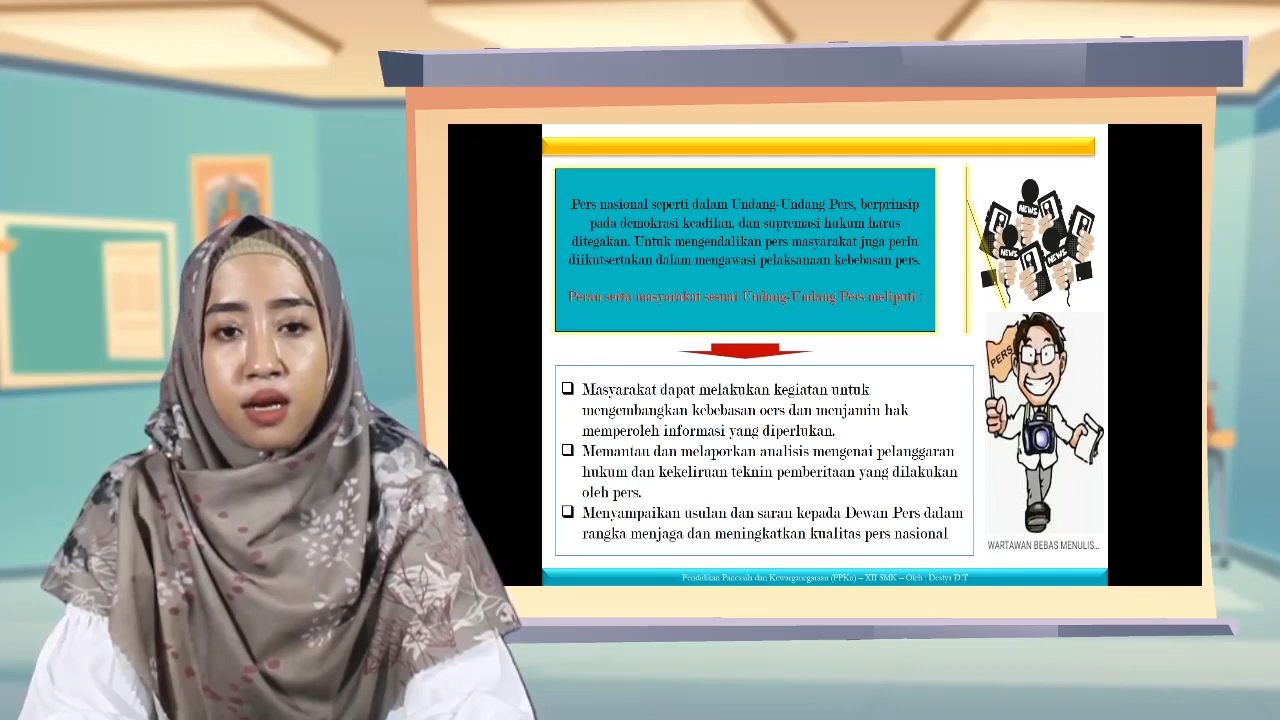 Pers nasional seperti dalam Undang-Undang Pers, berprinsip
pada demokrasi keadilan, dan supremasi hukum harus
ditegakan. Untuk mengendalikan pers masyarakat juga perlu
diikutsertakan dalam mengawasi pelaksanaan kebebasan pers.
Peran serta masyarakat sesuai Undang-Undang Pers meliputi :
Masyarakat dapat melakukan kegiatan untuk
mengembangkan kebebasan oers dan menjamin hak
memperoleh informasi yang diperlukan.
Memantau dan melaporkan analisis mengenai pelanggaran
hukum dan kekeliruan teknin pemberitaan yang dilakukan
oleh pers.
Menyampaikan usulan dan saran kepada Dewan Pers dalam
rangka menjaga dan meningkatkan kualitas pers nasional
NEWS
NEWS
NEWS
PERS
WARTAWAN BEBAS MENULIS...
Pendidikan Pancasila dan Kewarganegaraan (PPKn) – XII SMK – Oleh : Destya D.T